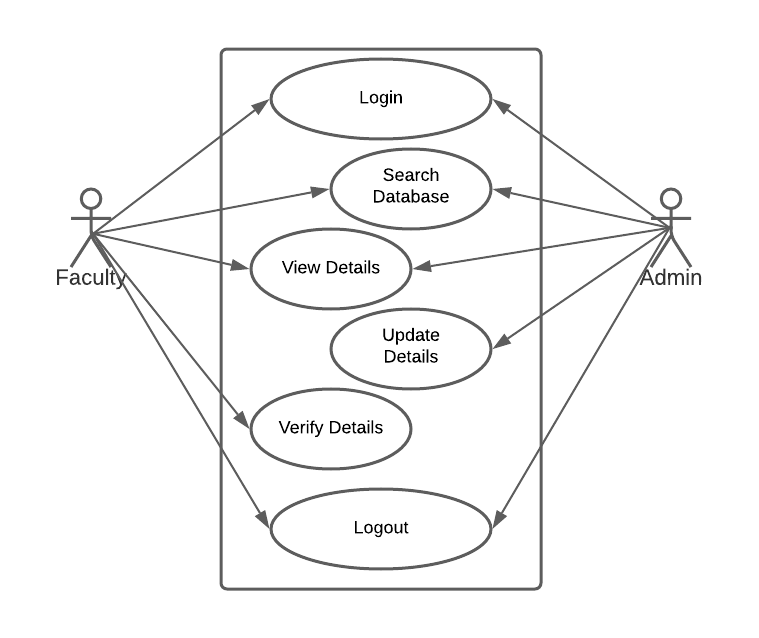 Login
Search
Database
View Details
Update
Details
Verify Details
Logout
Faculty
Admin